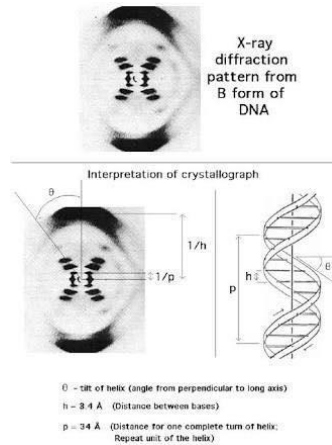 X-ray
diffraction
pattern from
B form of
DNA
Interpretation of crystallograph
θ
1/h
1/p
p
h
θ
θ - tilt of helix (angle from perpendicular to long axis)
h = 3.4 Å (Distance between bases)
p = 34 Å (Distance for one complete turn of helix;
Repeat unit of the helix)